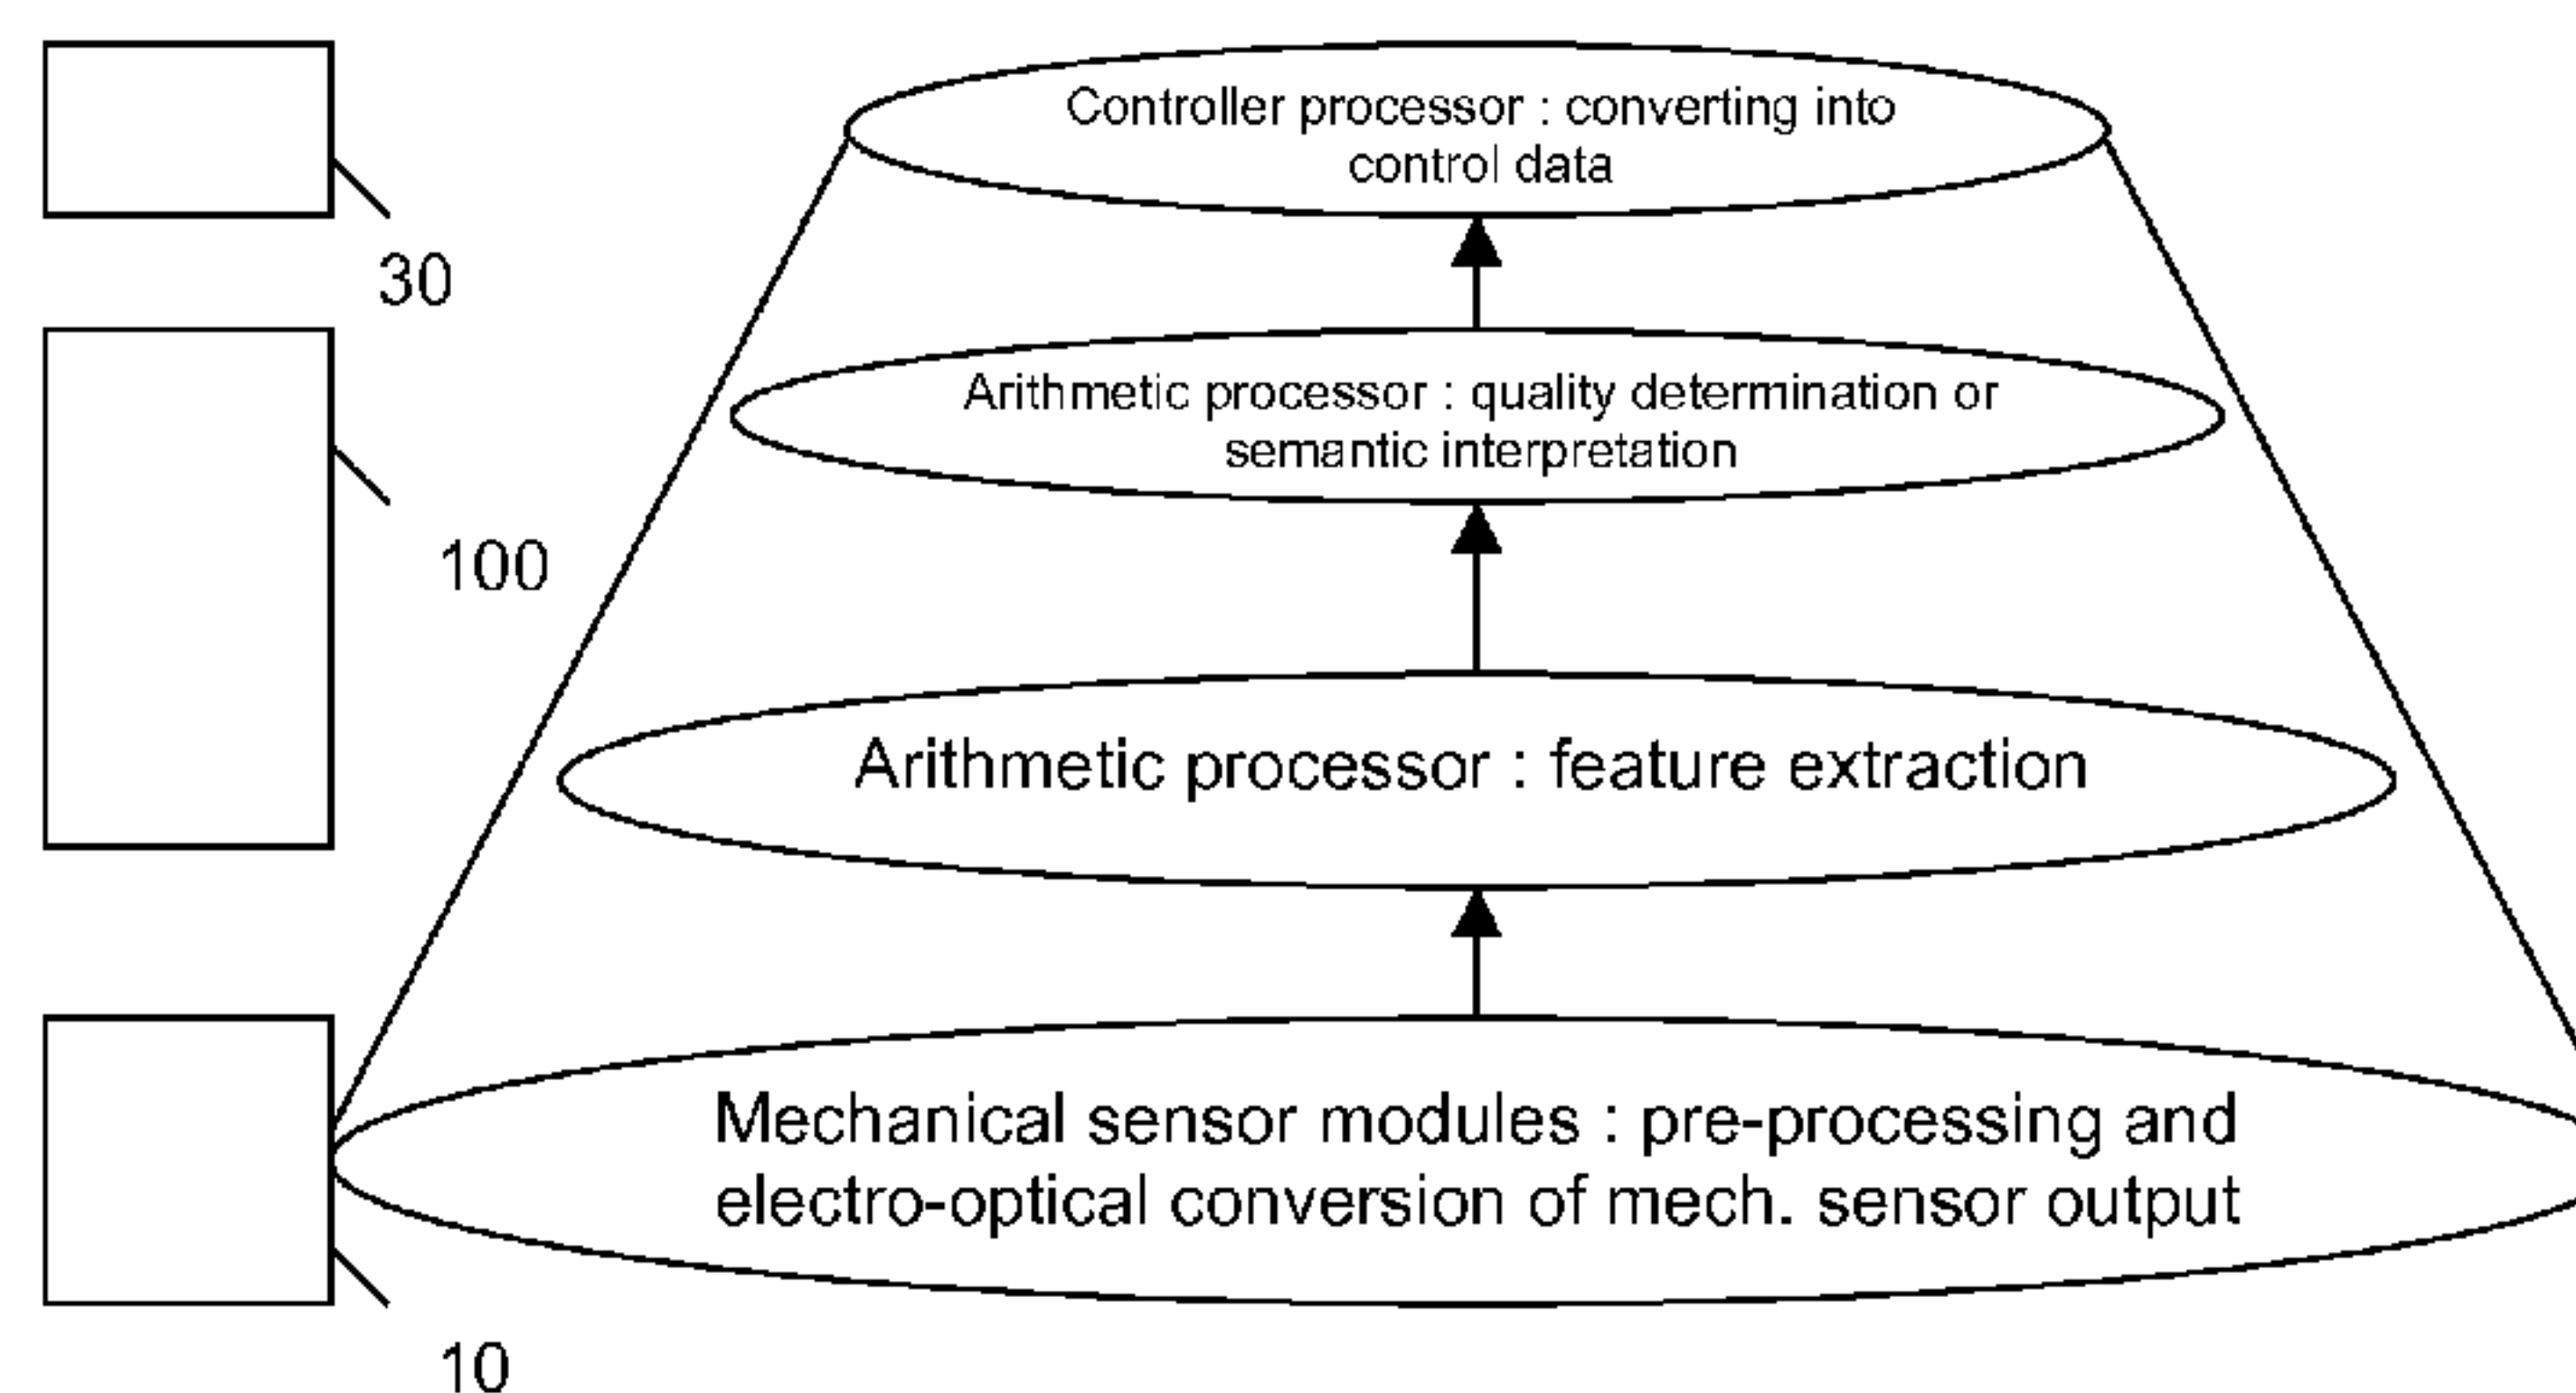 Controller processor : converting into
control data
30
Arithmetic processor : quality determination or
semantic interpretation
100
Arithmetic processor : feature extraction
Mechanical sensor modules : pre-processing and
electro-optical conversion of mech. sensor output
10